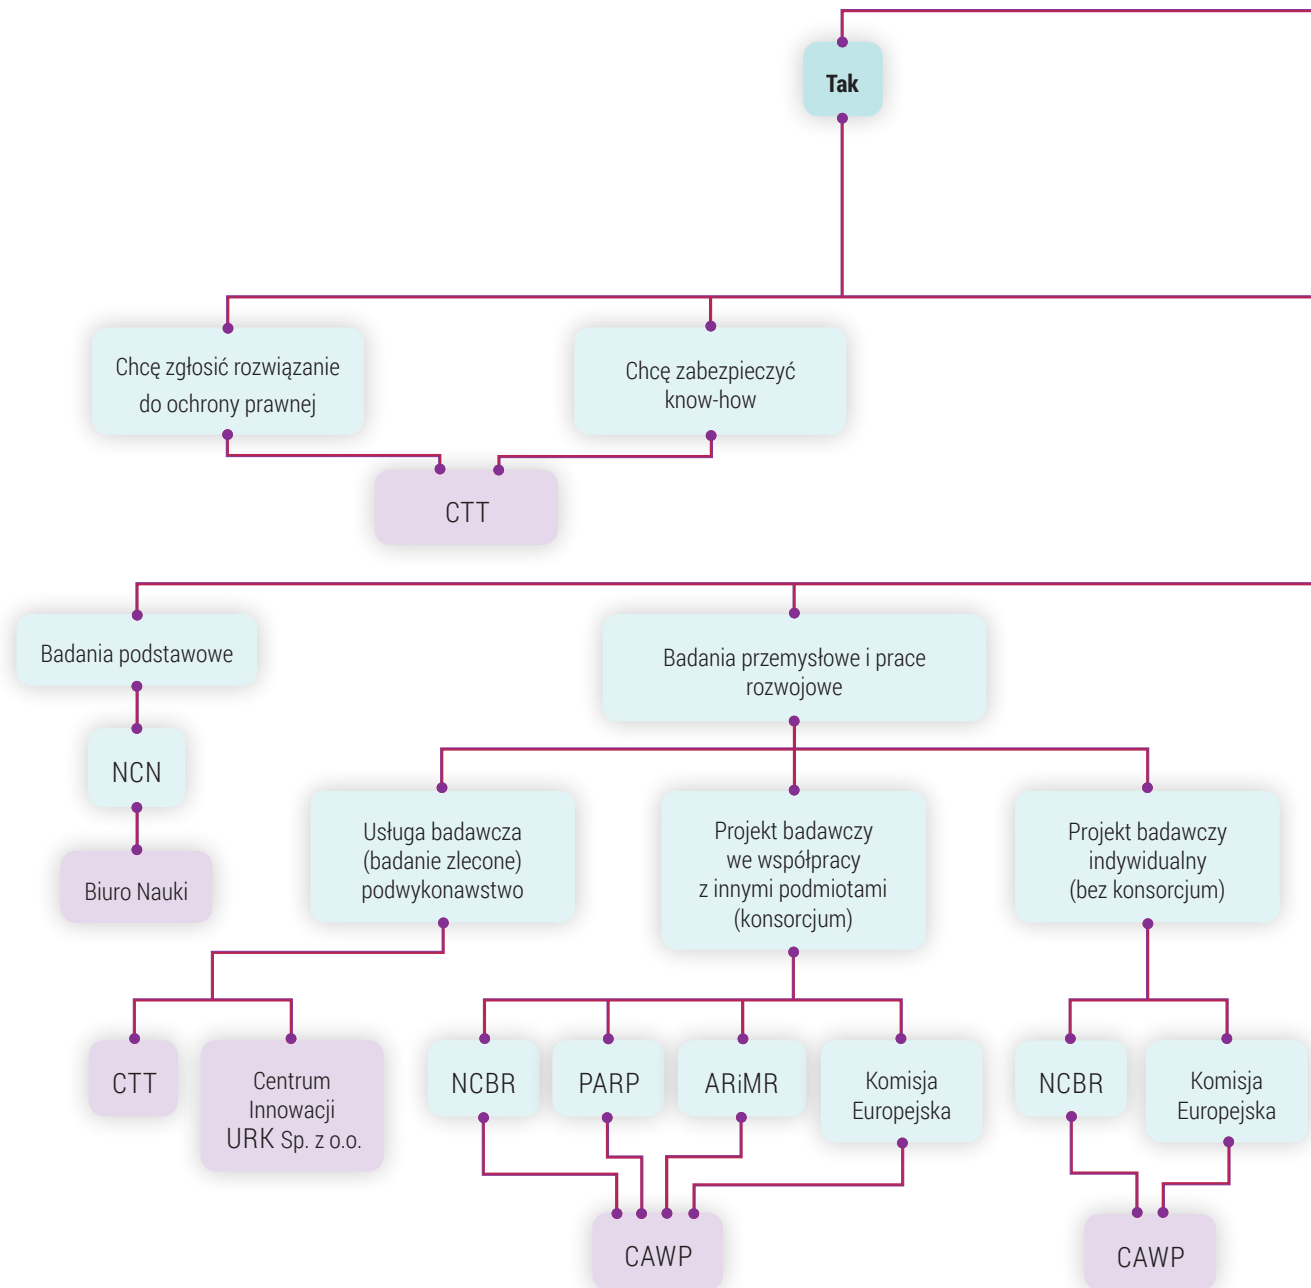 Tak
Chcę zgłosić rozwiązanie
do ochrony prawnej
Chcę zabezpieczyć
know-how
CTT
Badania podstawowe
Badania przemysłowe i prace
rozwojowe
NCN
Biuro Nauki
Usługa badawcza
(badanie zlecone)
podwykonawstwo
Projekt badawczy
we współpracy
z innymi podmiotami
(konsorcjum)
Projekt badawczy
indywidualny
(bez konsorcjum)
CTT
Centrum
Innowacji
URK Sp. z o.o.
NCBR
PARP
ARiMR
Komisja
Europejska
NCBR
Komisja
Europejska
CAWP
CAWP